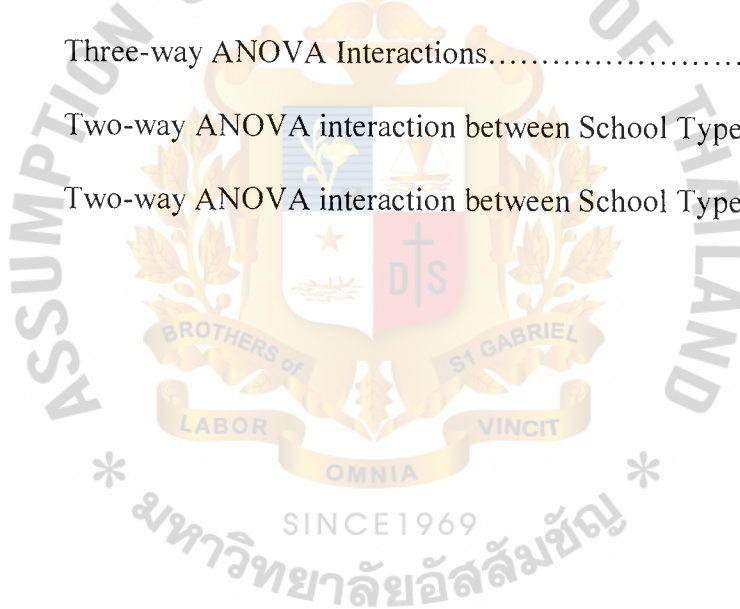 Three-way ANOVA Interactions........................
Two-way ANOVA interaction between School Type
Two-way ANOVA interaction between School Type
ASSUMPTION
OF
THAILAND
D S
BROTHERS of
S1 GABRIEL
LABOR
VINCIT
OMNIA
SINCE1969
* มหาวิทยาลัยอัสสัมชัญ *